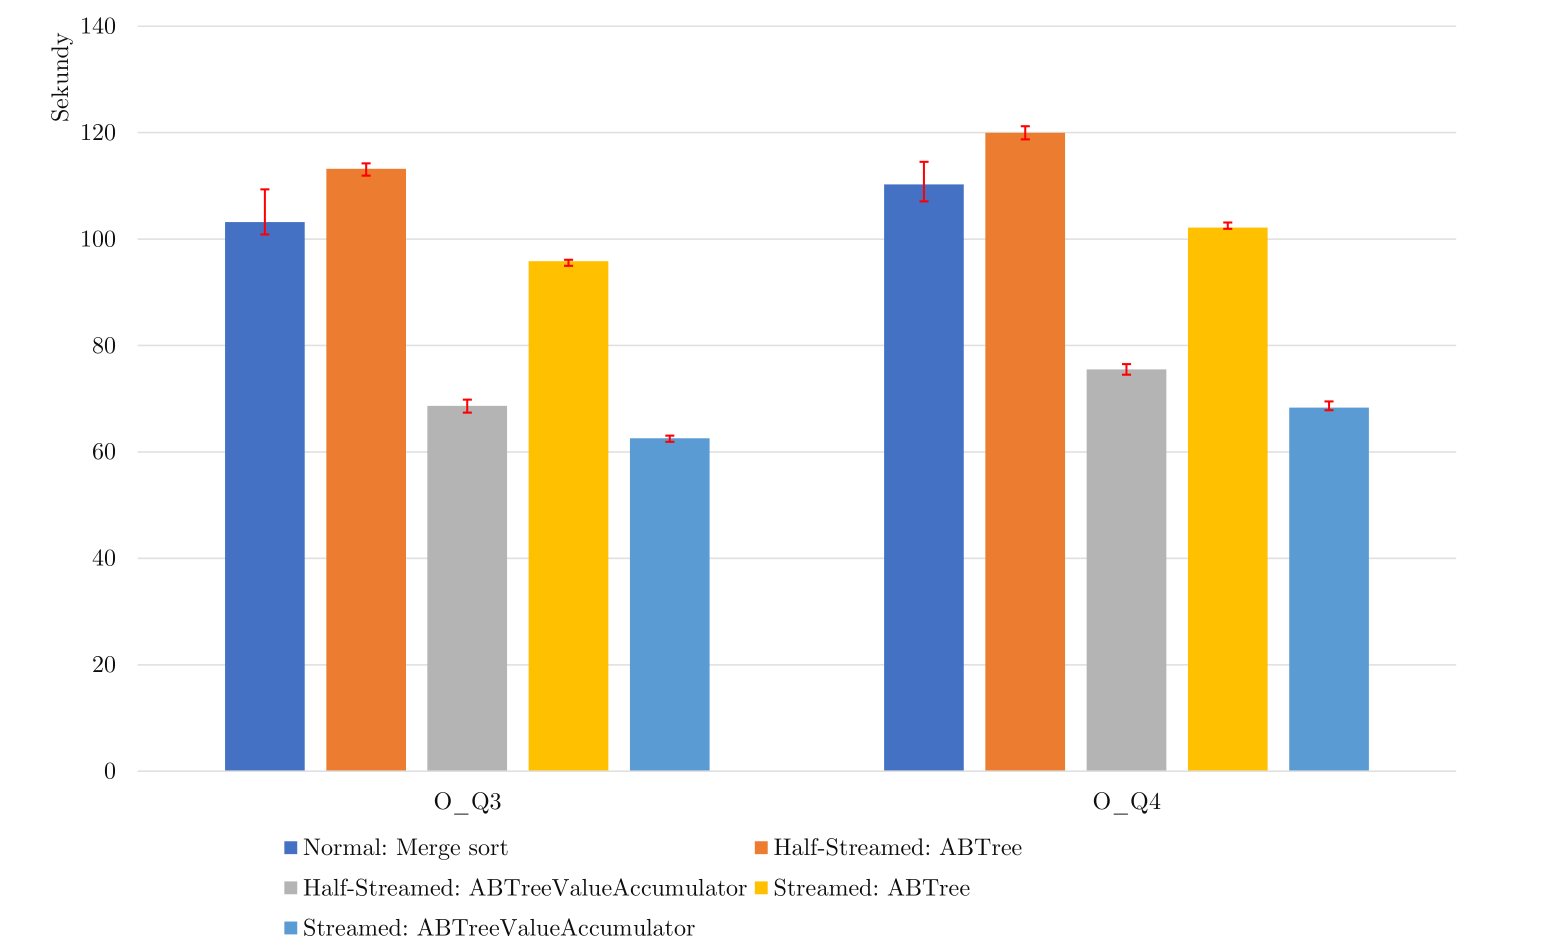 Sekundy
140
120
100
80
60
40
20
0
O_Q3 O_Q4
Normal: Merge sort Half-Streamed: ABTree
Half-Streamed: ABTreeValueAccumulator Streamed: ABTree
Streamed: ABTreeValueAccumulator